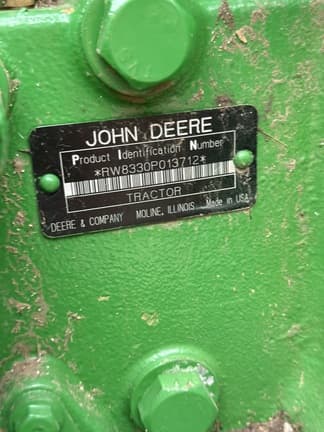 JOHN DEERE
Product Identification Number
*RW8330P013712*
TRACTOR
DEERE & COMPANY MOLINE, ILLINOIS Made in USA